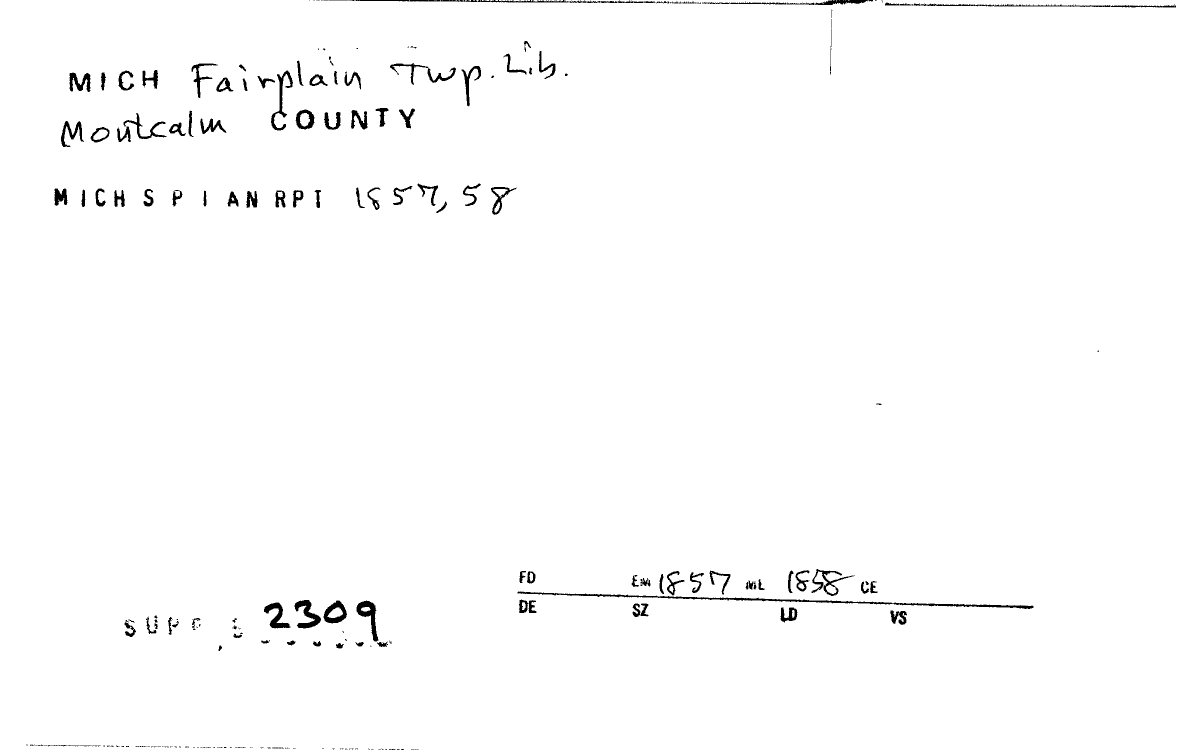 MICH Fairplain Twp. Lib.
Montcalm COUNTY
MICH S P I AN RPT 1857, 58
FD EM 1857 ML 1858 CE
DE SZ LD VS
2309